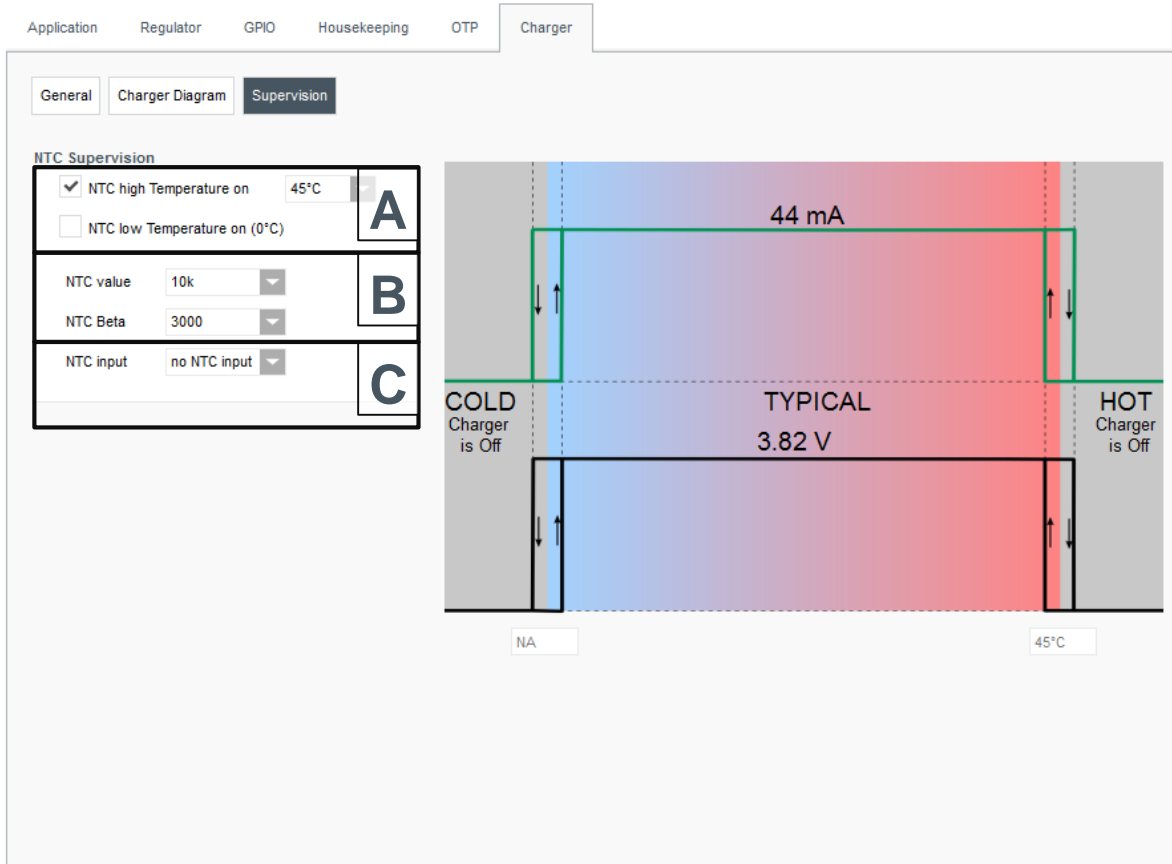 Application Regulator GPIO Housekeeping OTP Charger
General Charger Diagram Supervision
NTC Supervision
NTC high Temperature on 45°C
A
NTC low Temperature on (0°C)
NTC value 10k
B
NTC Beta 3000
NTC input no NTC input
C
44 mA
COLD
Charger
is Off
TYPICAL
3.82 V
HOT
Charger
is Off
NA
45°C